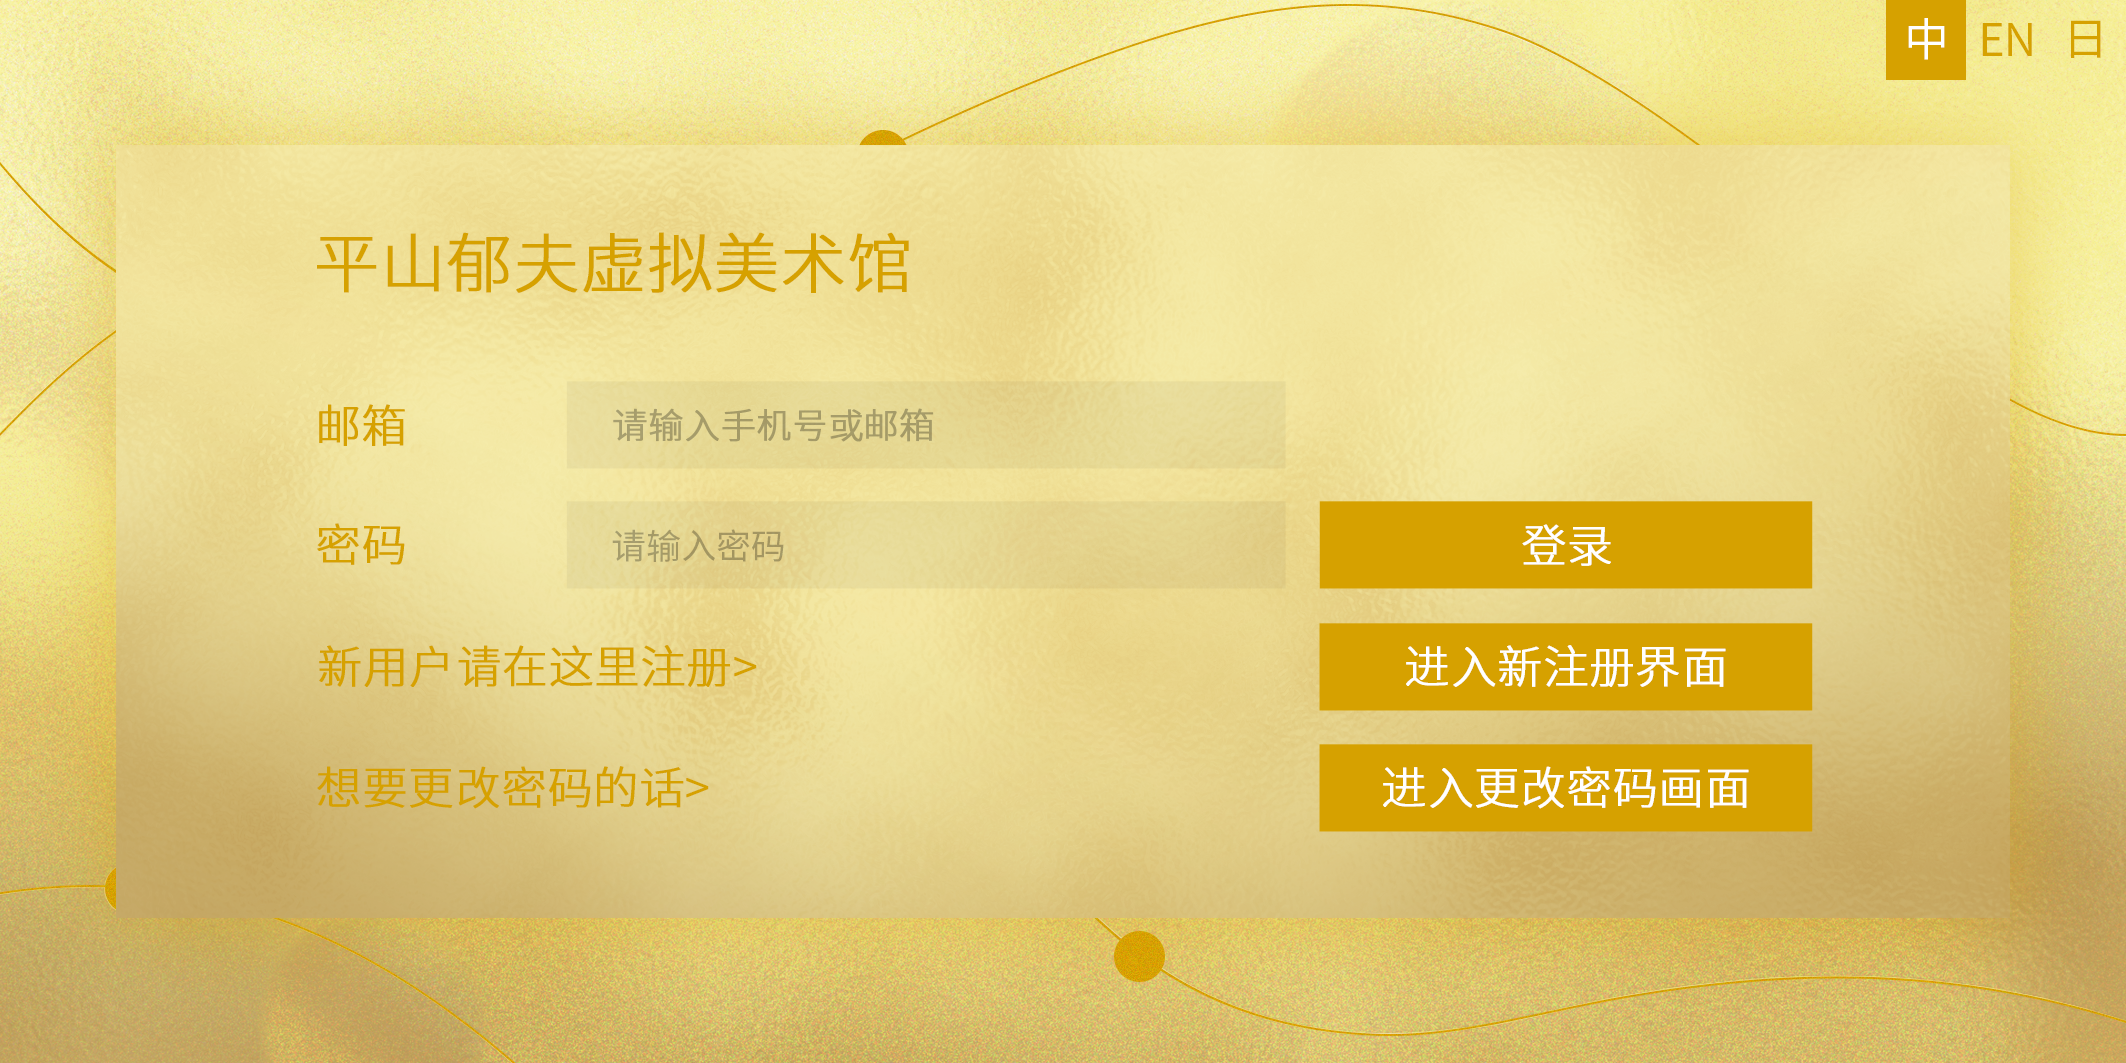 中 EN 日
平山郁夫虚拟美术馆
邮箱 请输入手机号或邮箱
密码 请输入密码 登录
新用户请在这里注册> 进入新注册界面
想要更改密码的话> 进入更改密码画面